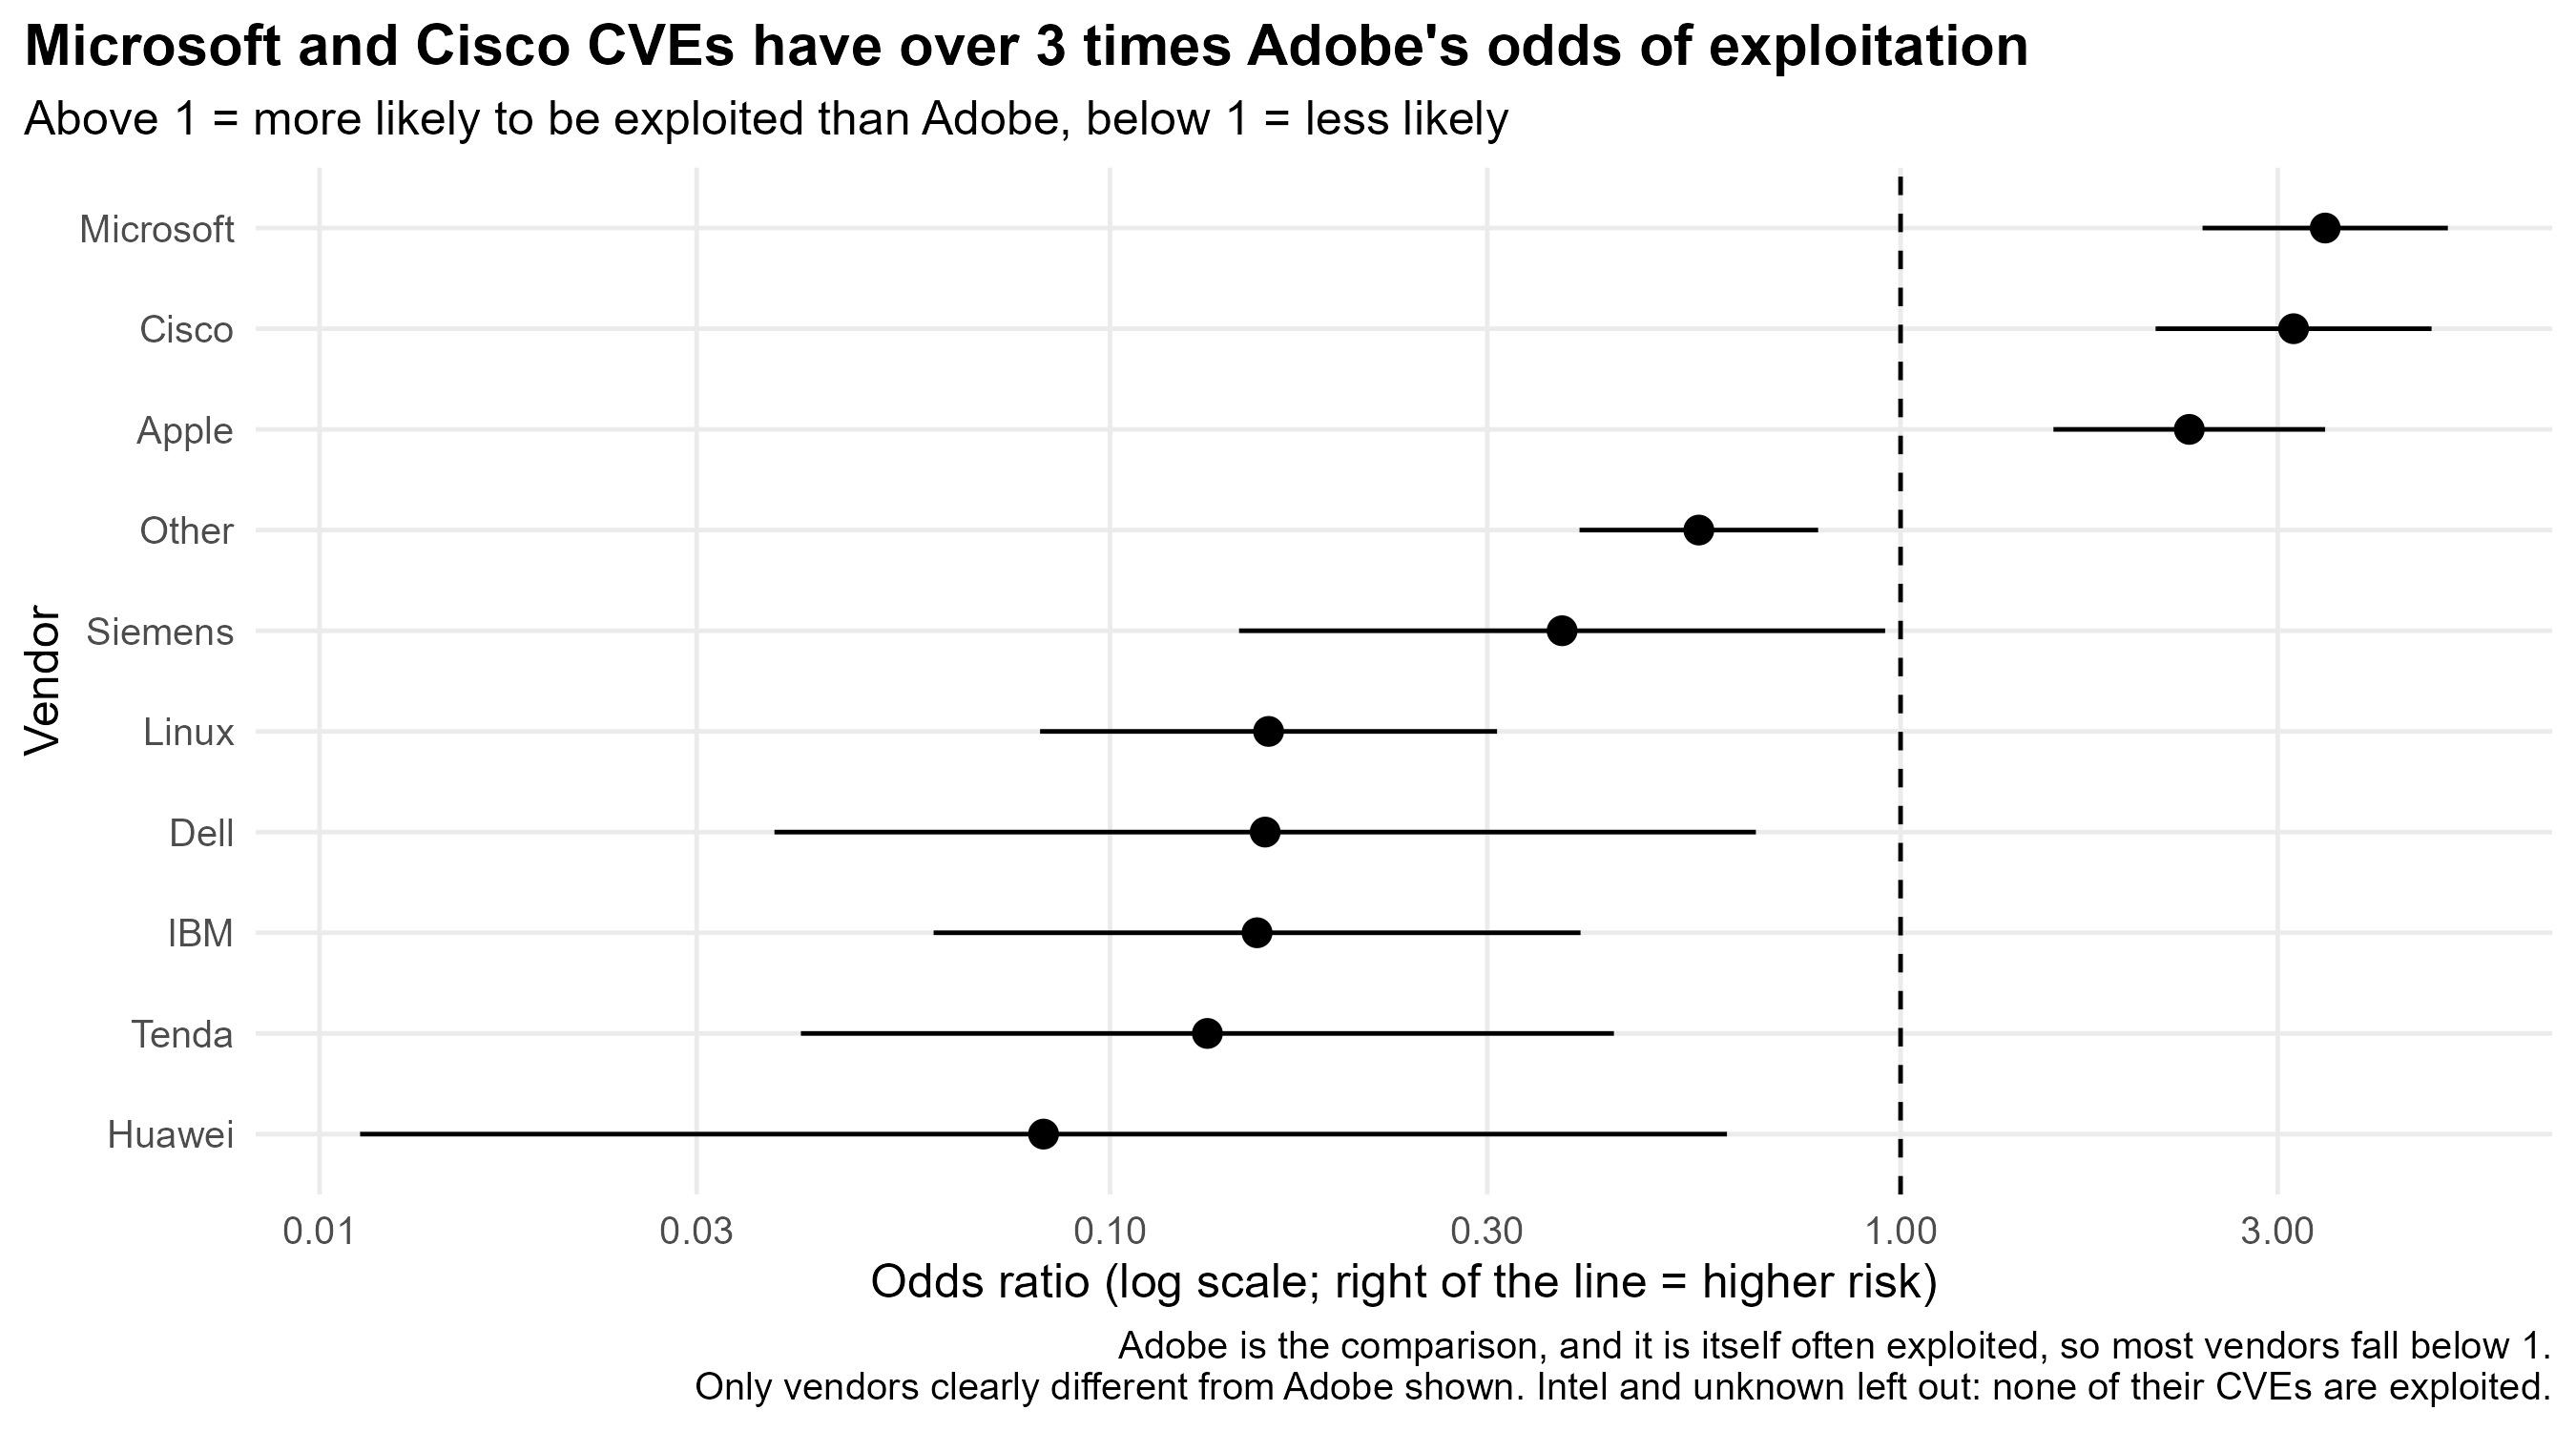 Microsoft and Cisco CVEs have over 3 times Adobe's odds of exploitation
Above 1 = more likely to be exploited than Adobe, below 1 = less likely
Vendor
Microsoft
Cisco
Apple
Other
Siemens
Linux
Dell
IBM
Tenda
Huawei
0.01 0.03 0.10 0.30 1.00 3.00
Odds ratio (log scale; right of the line = higher risk)
Adobe is the comparison, and it is itself often exploited, so most vendors fall below 1.
Only vendors clearly different from Adobe shown. Intel and unknown left out: none of their CVEs are exploited.